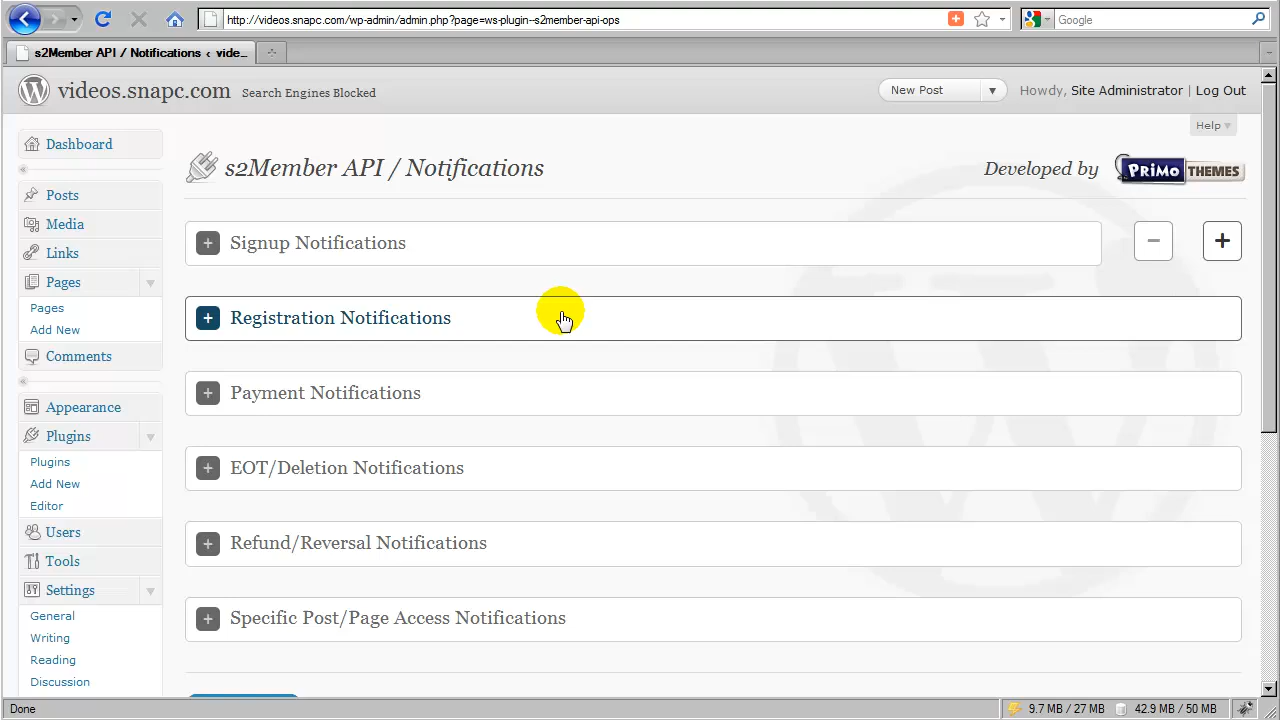 http://videos.snapc.com/wp-admin/admin.php?page=ws-plugin--s2member-api-ops
Google
s2Member API / Notifications ‹ vide...
videos.snapc.com Search Engines Blocked
New Post
Howdy, Site Administrator | Log Out
Help
Dashboard
Posts
Media
Links
Pages
Pages
Add New
Comments
Appearance
Plugins
Plugins
Add New
Editor
Users
Tools
Settings
General
Writing
Reading
Discussion
s2Member API / Notifications
Developed by PRiMO THEMES
Signup Notifications
Registration Notifications
Payment Notifications
EOT/Deletion Notifications
Refund/Reversal Notifications
Specific Post/Page Access Notifications
Done
9.7 MB / 27 MB
42.9 MB / 50 MB